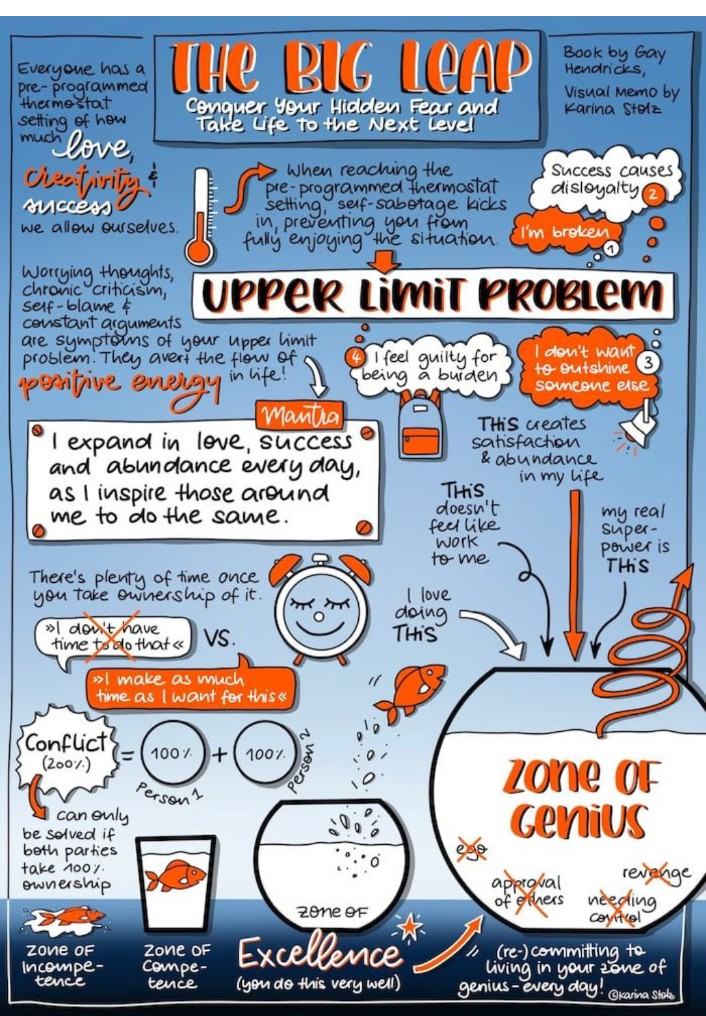 THE BIG LEAP
Conquer Your Hidden Fear and
Take Life To the Next Level
Book by Gay
Hendricks,
Visual Memo by
Karina Stolz
Everyone has a
pre-programmed
thermostat
setting of how
much love,
creativity &
success
we allow ourselves.
When reaching the
pre-programmed thermostat
setting, self-sabotage kicks
in, preventing you from
fully enjoying the situation.
Success causes
disloyalty 2
I'm broken
1
UPPER LIMIT PROBLEM
Worrying thoughts,
chronic criticism,
self-blame &
constant arguments
are symptoms of your upper limit
problem. They avert the flow of
positive energy in life!
4 I feel guilty for
being a burden
I don't want
to outshine
someone else
3
Mantra
I expand in love, success
and abundance every day,
as I inspire those around
me to do the same.
THIS creates
satisfaction
& abundance
in my life
THIS
doesn't
feel like
work
to me
my real
super-
power is
THIS
I love
doing
THIS
There's plenty of time once
you take ownership of it.
»I don't have
time to do that«
VS.
»I make as much
time as I want for this«
Conflict
(200%)
= 100% + 100%
Person 1
Person 2
can only
be solved if
both parties
take 100%
ownership
ZONE OF
GENIUS
ego
approval
of others
revenge
needing
control
ZONE OF
Incompe-
tence
ZONE OF
Compe-
tence
ZONE OF
Excellence
(you do this very well)
(re-)committing to
living in your zone of
genius-every day!
©Karina Stolz